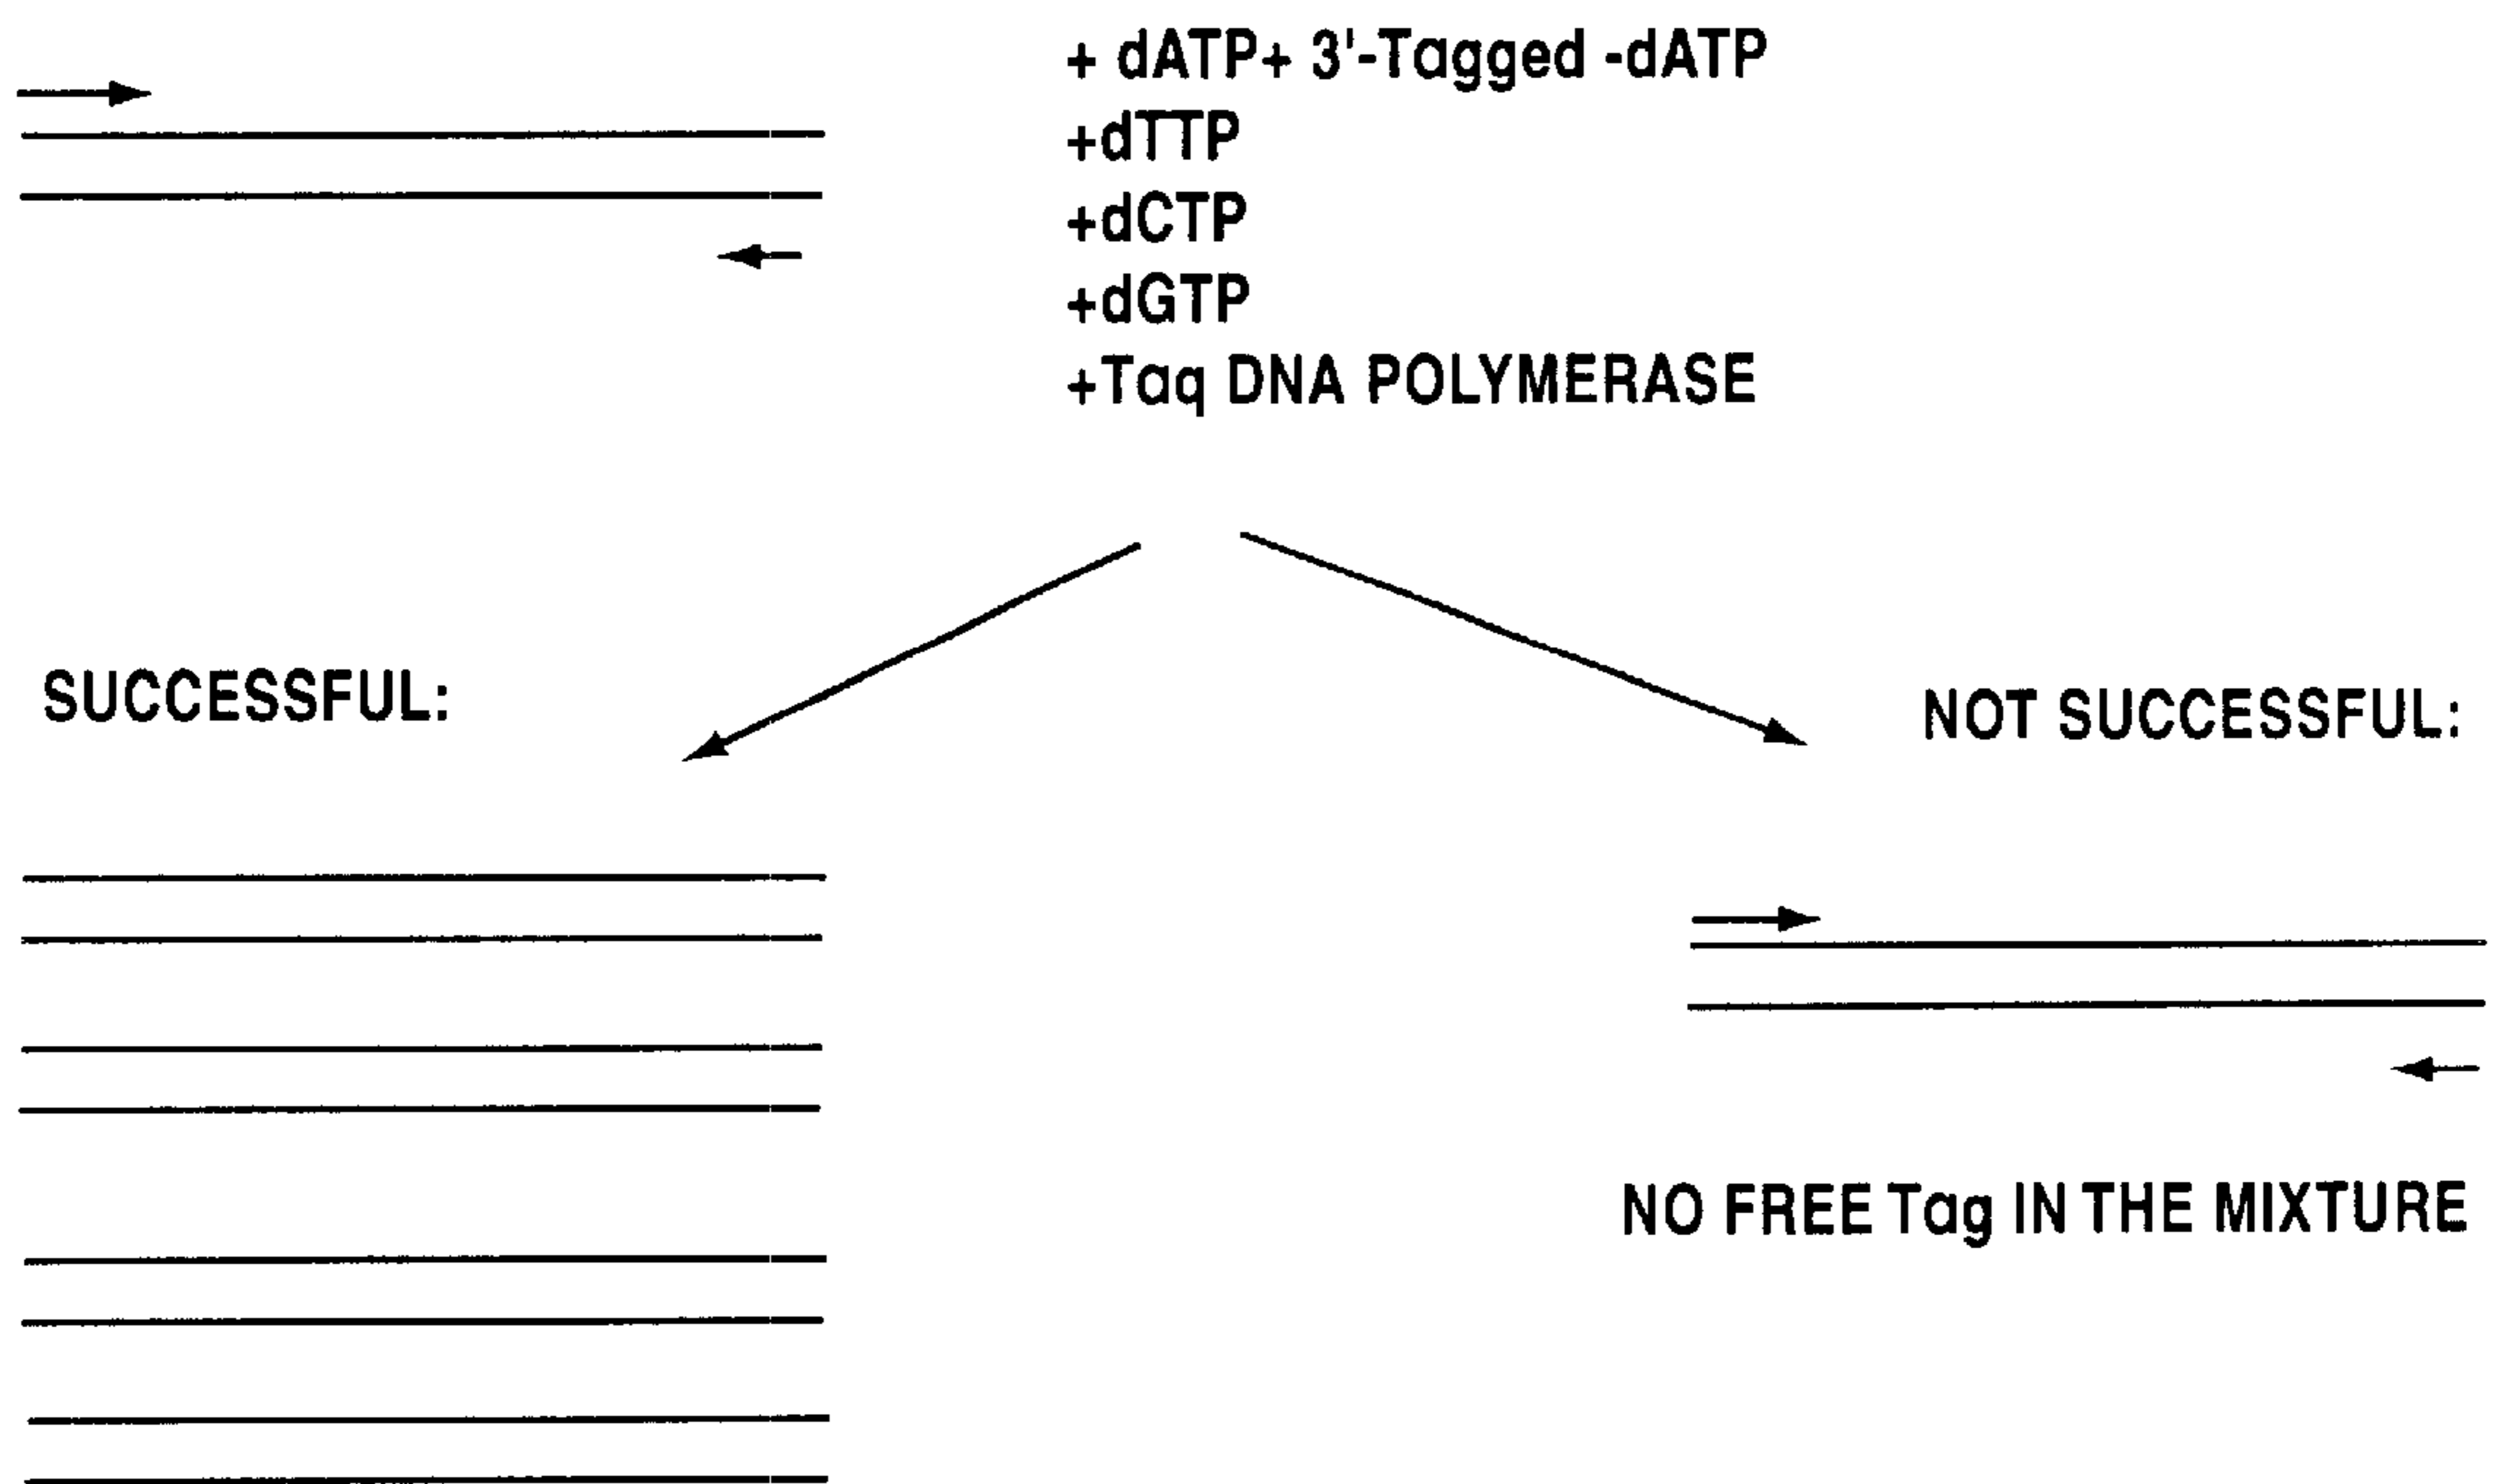 + dATP+ 3'-Tagged -dATP
+dTTP
+dCTP
+dGTP
+Taq DNA POLYMERASE
SUCCESSFUL:
NOT SUCCESSFUL:
NO FREE Tag IN THE MIXTURE